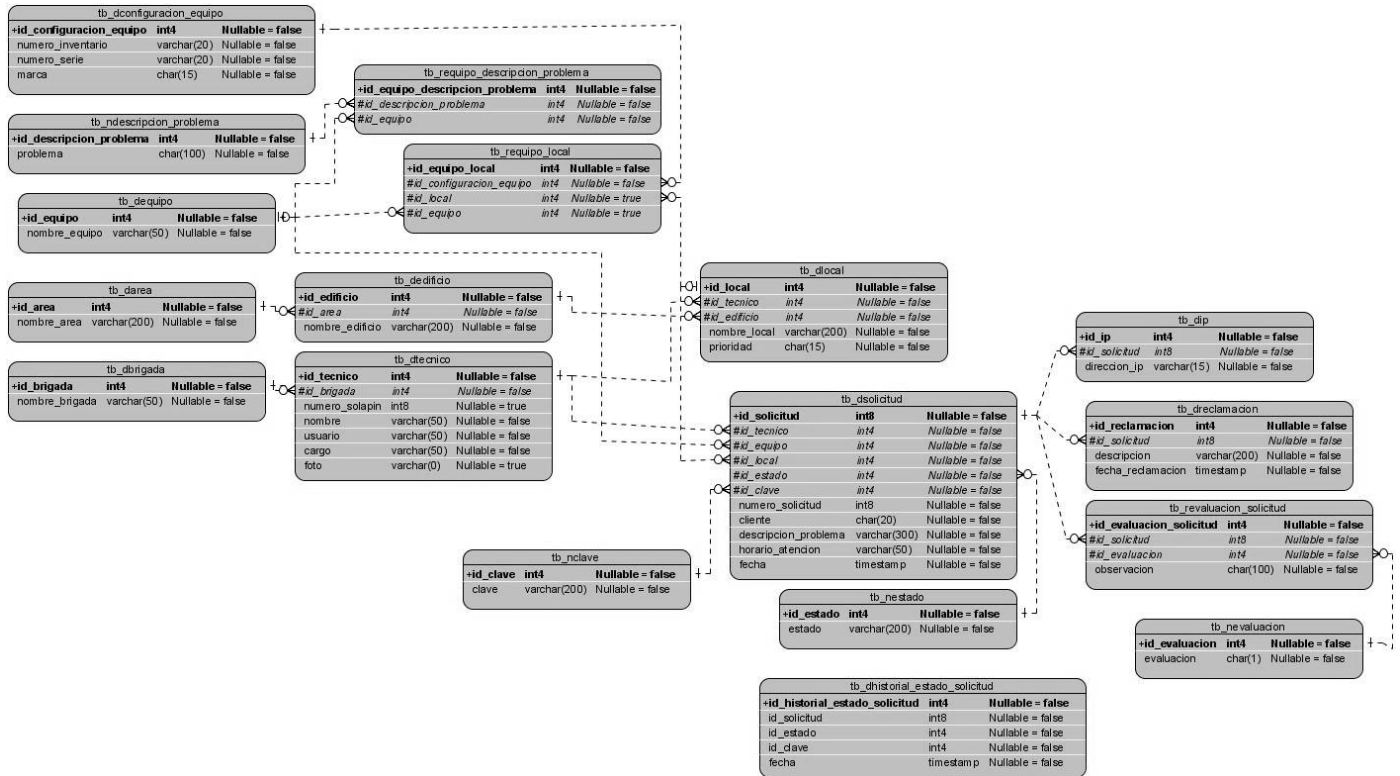 tb_dconfiguracion_equipo
+id_configuracion_equipo int4 Nullable = false
numero_inventario varchar(20) Nullable = false
numero_serie varchar(20) Nullable = false
marca char(15) Nullable = false
tb_requipo_descripcion_problema
+id_equipo_descripcion_problema int4 Nullable = false
#id_descripcion_problema int4 Nullable = false
#id_equipo int4 Nullable = false
tb_ndescripcion_problema
+id_descripcion_problema int4 Nullable = false
problema char(100) Nullable = false
tb_requipo_local
+id_equipo_local int4 Nullable = false
#id_configuracion_equipo int4 Nullable = false
#id_local int4 Nullable = true
#id_equipo int4 Nullable = true
tb_dequipo
+id_equipo int4 Nullable = false
nombre_equipo varchar(50) Nullable = false
tb_darea
+id_area int4 Nullable = false
nombre_area varchar(200) Nullable = false
tb_dedificio
+id_edificio int4 Nullable = false
#id_area int4 Nullable = false
nombre_edificio varchar(200) Nullable = false
tb_dlocal
+id_local int4 Nullable = false
#id_tecnico int4 Nullable = false
#id_edificio int4 Nullable = false
nombre_local varchar(200) Nullable = false
prioridad char(15) Nullable = false
tb_dip
+id_ip int4 Nullable = false
#id_solicitud int8 Nullable = false
direccion_ip varchar(15) Nullable = false
tb_dbrigada
+id_brigada int4 Nullable = false
nombre_brigada varchar(50) Nullable = false
tb_dtecnico
+id_tecnico int4 Nullable = false
#id_brigada int4 Nullable = false
numero_solapin int8 Nullable = true
nombre varchar(50) Nullable = false
usuario varchar(50) Nullable = false
cargo varchar(50) Nullable = false
foto varchar(0) Nullable = true
tb_dsolicitud
+id_solicitud int8 Nullable = false
#id_tecnico int4 Nullable = false
#id_equipo int4 Nullable = false
#id_local int4 Nullable = false
#id_estado int4 Nullable = false
#id_clave int4 Nullable = false
numero_solicitud int8 Nullable = false
cliente char(20) Nullable = false
descripcion_problema varchar(300) Nullable = false
horario_atencion varchar(50) Nullable = false
fecha timestamp Nullable = false
tb_dreclamacion
+id_reclamacion int4 Nullable = false
#id_solicitud int8 Nullable = false
descripcion varchar(200) Nullable = false
fecha_reclamacion timestamp Nullable = false
tb_revaluacion_solicitud
+id_evaluacion_solicitud int4 Nullable = false
#id_solicitud int8 Nullable = false
#id_evaluacion int4 Nullable = false
observacion char(100) Nullable = false
tb_nclave
+id_clave int4 Nullable = false
clave varchar(200) Nullable = false
tb_nestado
+id_estado int4 Nullable = false
estado varchar(200) Nullable = false
tb_nevaluacion
+id_evaluacion int4 Nullable = false
evaluacion char(1) Nullable = false
tb_dhistorial_estado_solicitud
+id_historial_estado_solicitud int4 Nullable = false
id_solicitud int8 Nullable = false
id_estado int4 Nullable = false
id_clave int4 Nullable = false
fecha timestamp Nullable = false